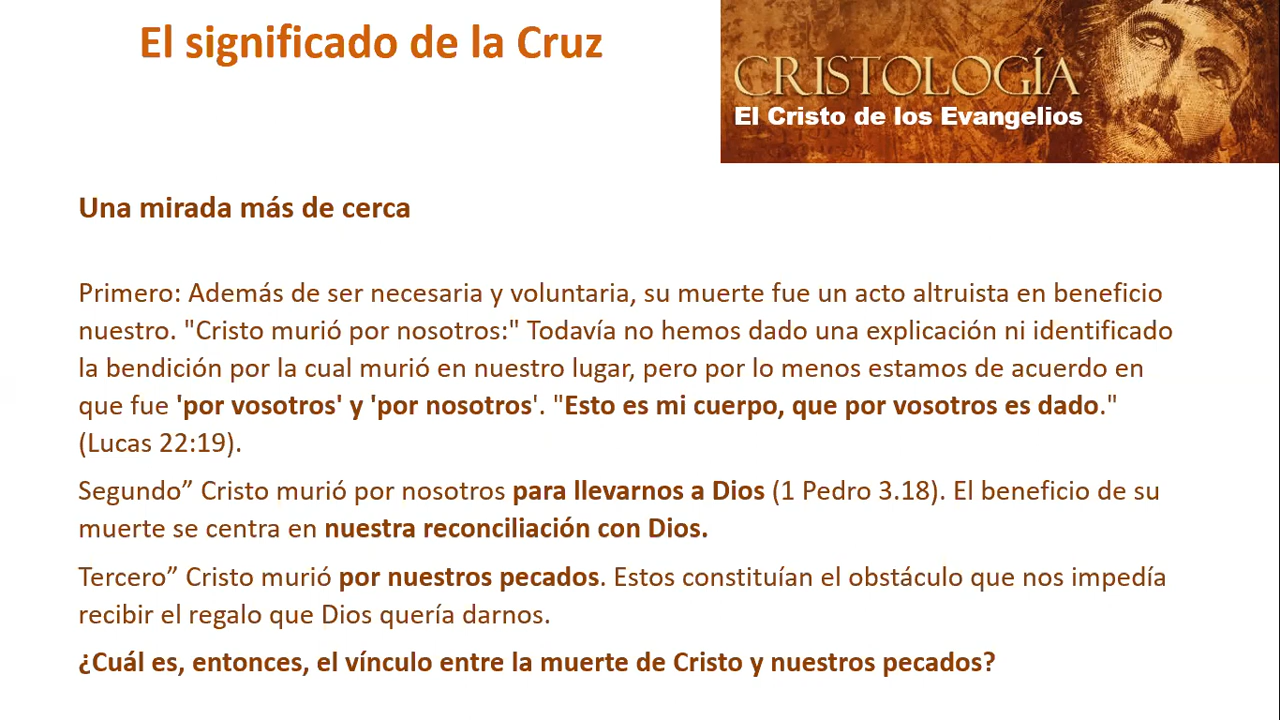 El significado de la Cruz
CRISTOLOGÍA
El Cristo de los Evangelios
Una mirada más de cerca
Primero: Además de ser necesaria y voluntaria, su muerte fue un acto altruista en beneficio
nuestro. "Cristo murió por nosotros:" Todavía no hemos dado una explicación ni identificado
la bendición por la cual murió en nuestro lugar, pero por lo menos estamos de acuerdo en
que fue 'por vosotros' y 'por nosotros'. "Esto es mi cuerpo, que por vosotros es dado."
(Lucas 22:19).
Segundo” Cristo murió por nosotros para llevarnos a Dios (1 Pedro 3.18). El beneficio de su
muerte se centra en nuestra reconciliación con Dios.
Tercero” Cristo murió por nuestros pecados. Estos constituían el obstáculo que nos impedía
recibir el regalo que Dios quería darnos.
¿Cuál es, entonces, el vínculo entre la muerte de Cristo y nuestros pecados?